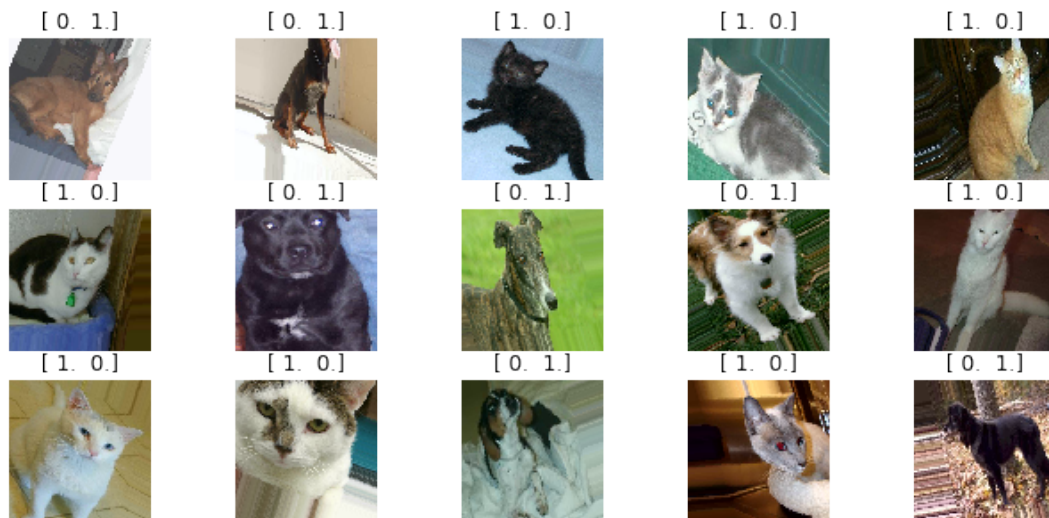 [ 0. 1.] [ 0. 1.] [ 1. 0.] [ 1. 0.] [ 1. 0.]
[ 1. 0.] [ 0. 1.] [ 0. 1.] [ 0. 1.] [ 1. 0.]
[ 1. 0.] [ 1. 0.] [ 0. 1.] [ 1. 0.] [ 0. 1.]